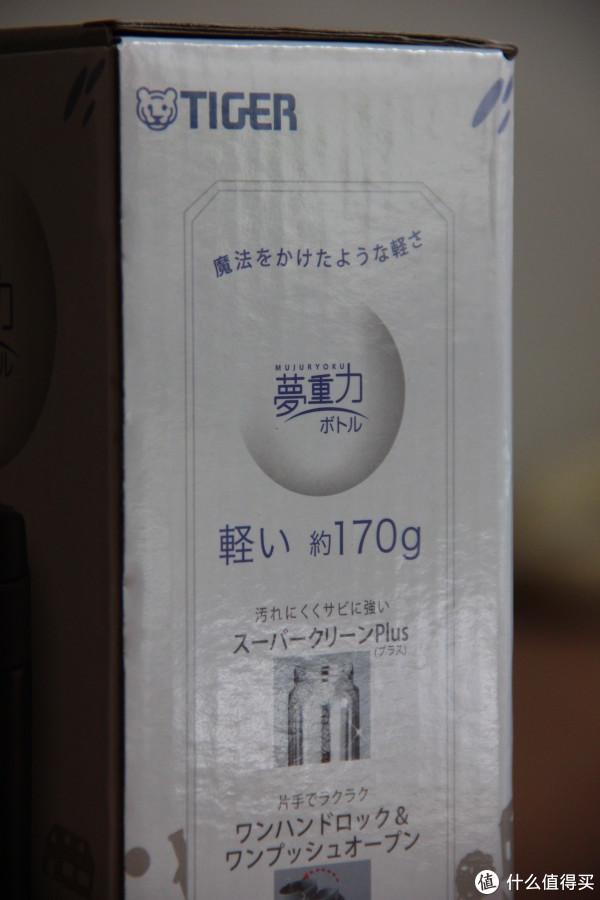 TIGER
魔法をかけたような軽さ
MUJURYOKU
夢重力
ボトル
軽い 約170g
汚れにくくサビに強い
スーパークリーンPlus
(プラス)
片手でラクラク
ワンハンドロック&
ワンプッシュオープン
力
ル
值 什么值得买